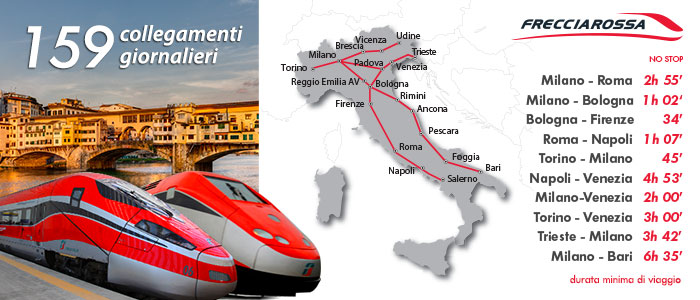 159 collegamenti
giornalieri
Udine
Vicenza
Brescia
Trieste
Milano
Torino
Padova
Venezia
Reggio Emilia AV
Bologna
Rimini
Firenze
Ancona
Pescara
Roma
Foggia
Napoli
Bari
Salerno
FRECCIAROSSA
NO STOP
Milano - Roma 2h 55'
Milano - Bologna 1h 02'
Bologna - Firenze 34'
Roma - Napoli 1h 07'
Torino - Milano 45'
Napoli - Venezia 4h 53'
Milano-Venezia 2h 00'
Torino - Venezia 3h 00'
Trieste - Milano 3h 42'
Milano - Bari 6h 35'
durata minima di viaggio